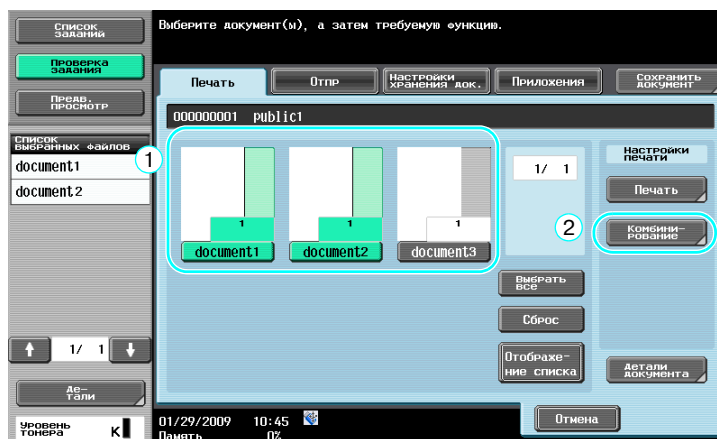 Список
заданий
Проверка
задания
Предв.
просмотр
Список
выбранных файлов
document1
document2
1/ 1
Де-
тали
Уровень
тонера
K
Выберите документ(ы), а затем требуемую функцию.
Печать
Отпр
Настройки
хранения док.
Приложения
Сохранить
документ
000000001 public1
1
1
document1
1
document2
1
document3
1/ 1
2
Выбрать
все
Сброс
Отображе-
ние списка
Настройки
печати
Печать
Комбини-
рование
Детали
документа
Отмена
01/29/2009 10:45
Память 0%